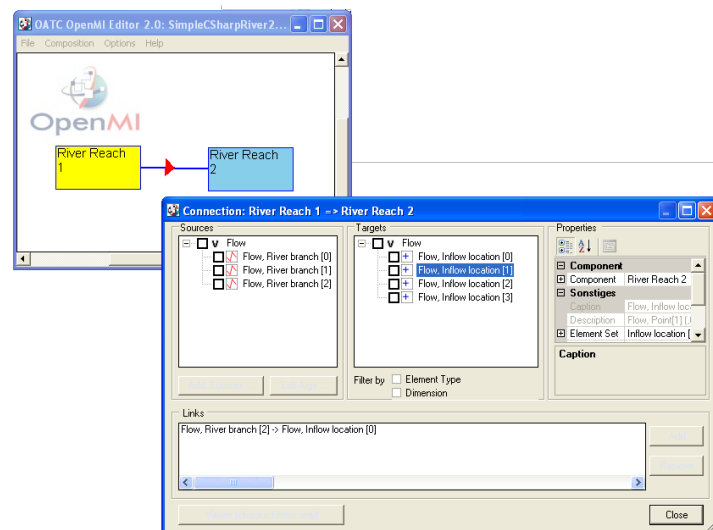 OATC OpenMI Editor 2.0: SimpleCSharpRiver2...
File Composition Options Help
OpenMI
River Reach
1
River Reach
2
Connection: River Reach 1 => River Reach 2
Sources
Flow
Flow, River branch [0]
Flow, River branch [1]
Flow, River branch [2]
Targets
Flow
Flow, Inflow location [0]
Flow, Inflow location [1]
Flow, Inflow location [2]
Flow, Inflow location [3]
Filter by Element Type
Dimension
Properties
Component
Component River Reach 2
Sonstiges
Caption Flow, Inflow loc
Description Flow, Point[1] (
Element Set Inflow location [
Caption
Links
Flow, River branch [2] -> Flow, Inflow location [0]
Close